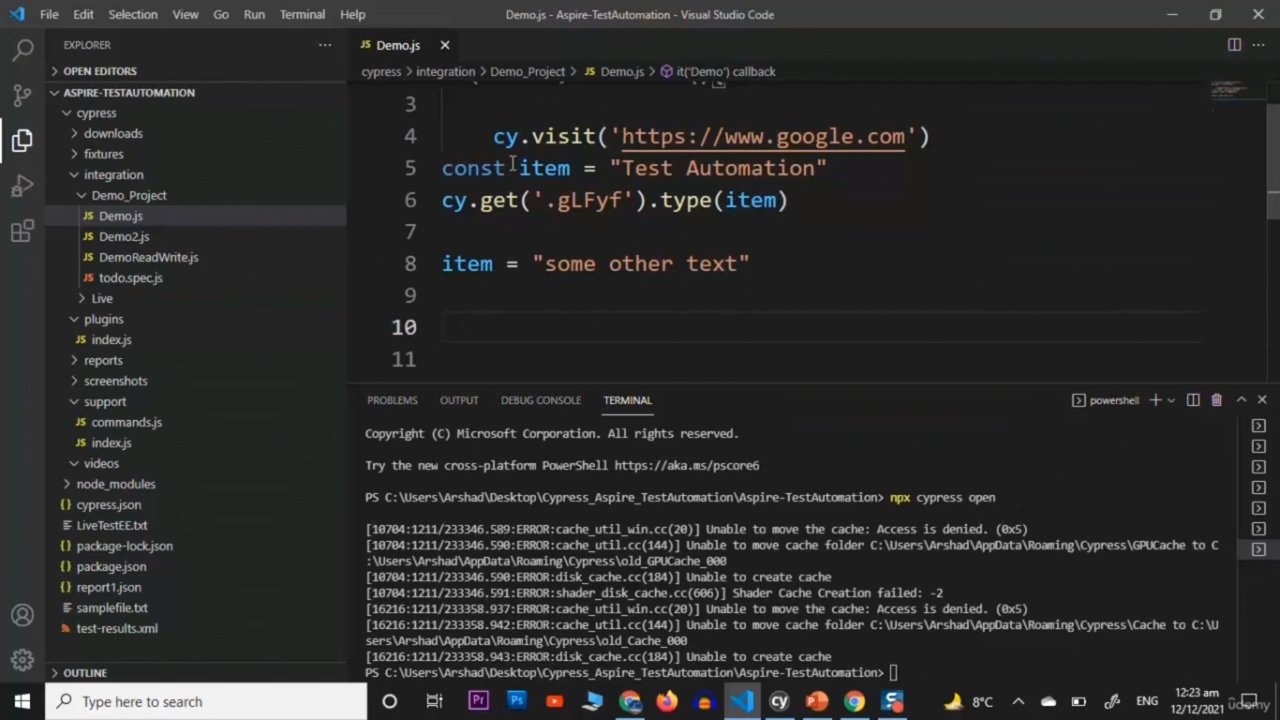 File Edit Selection View Go Run Terminal Help Demo.js - Aspire-TestAutomation - Visual Studio Code
EXPLORER
OPEN EDITORS
ASPIRE-TESTAUTOMATION
cypress
downloads
fixtures
integration
Demo_Project
JS Demo.js
JS Demo2.js
JS DemoReadWrite.js
JS todo.spec.js
Live
plugins
JS index.js
reports
screenshots
support
JS commands.js
JS index.js
videos
node_modules
{} cypress.json
LiveTestEE.txt
{} package-lock.json
{} package.json
{} report1.json
samplefile.txt
test-results.xml
OUTLINE
JS Demo.js
cypress > integration > Demo_Project > JS Demo.js > it('Demo') callback
3
4 cy.visit('https://www.google.com')
5 const item = "Test Automation"
6 cy.get('.gLFyf').type(item)
7
8 item = "some other text"
9
10
11
PROBLEMS OUTPUT DEBUG CONSOLE TERMINAL powershell
Copyright (C) Microsoft Corporation. All rights reserved.
Try the new cross-platform PowerShell https://aka.ms/pscore6
PS C:\Users\Arshad\Desktop\Cypress_Aspire_TestAutomation\Aspire-TestAutomation> npx cypress open
[10704:1211/233346.589:ERROR:cache_util_win.cc(20)] Unable to move the cache: Access is denied. (0x5)
[10704:1211/233346.590:ERROR:cache_util.cc(144)] Unable to move cache folder C:\Users\Arshad\AppData\Roaming\Cypress\GPUCache to C
:\Users\Arshad\AppData\Roaming\Cypress\old_GPUCache_000
[10704:1211/233346.590:ERROR:disk_cache.cc(184)] Unable to create cache
[10704:1211/233346.591:ERROR:shader_disk_cache.cc(606)] Shader Cache Creation failed: -2
[16216:1211/233358.937:ERROR:cache_util_win.cc(20)] Unable to move the cache: Access is denied. (0x5)
[16216:1211/233358.942:ERROR:cache_util.cc(144)] Unable to move cache folder C:\Users\Arshad\AppData\Roaming\Cypress\Cache to C:\U
sers\Arshad\AppData\Roaming\Cypress\old_Cache_000
[16216:1211/233358.943:ERROR:disk_cache.cc(184)] Unable to create cache
PS C:\Users\Arshad\Desktop\Cypress_Aspire_TestAutomation\Aspire-TestAutomation>
Type here to search
Pr
Ps
cy
8°C
ENG
12:23 am
12/12/2021
udemy